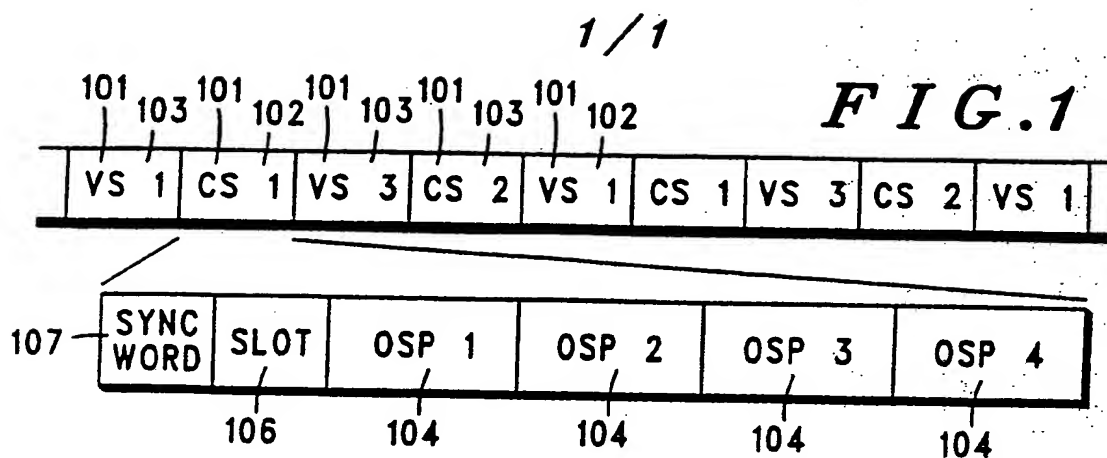 1/1
FIG.1
101 103 101 102 101 103 101 103 101 102
VS 1 CS 1 VS 3 CS 2 VS 1 CS 1 VS 3 CS 2 VS 1
107 SYNC WORD SLOT OSP 1 OSP 2 OSP 3 OSP 4
106 104 104 104 104